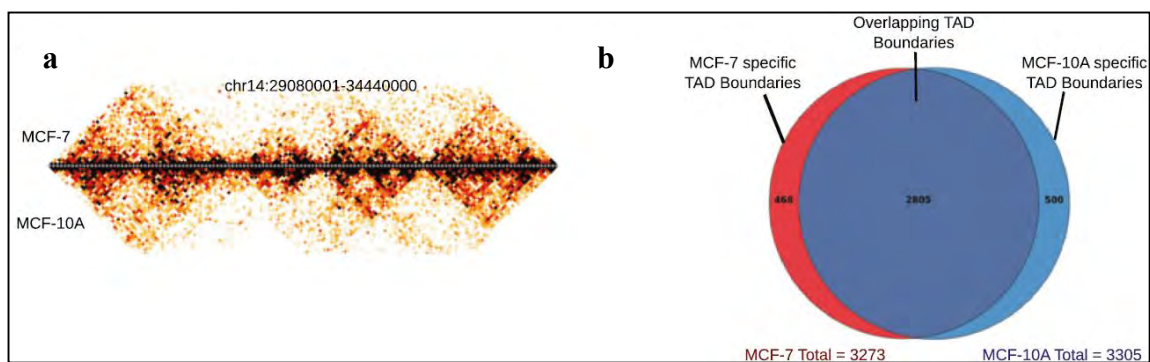 a
chr14:29080001-34440000
MCF-7
MCF-10A
b
Overlapping TAD
Boundaries
MCF-7 specific
TAD Boundaries
MCF-10A specific
TAD Boundaries
468
2805
500
MCF-7 Total = 3273
MCF-10A Total = 3305